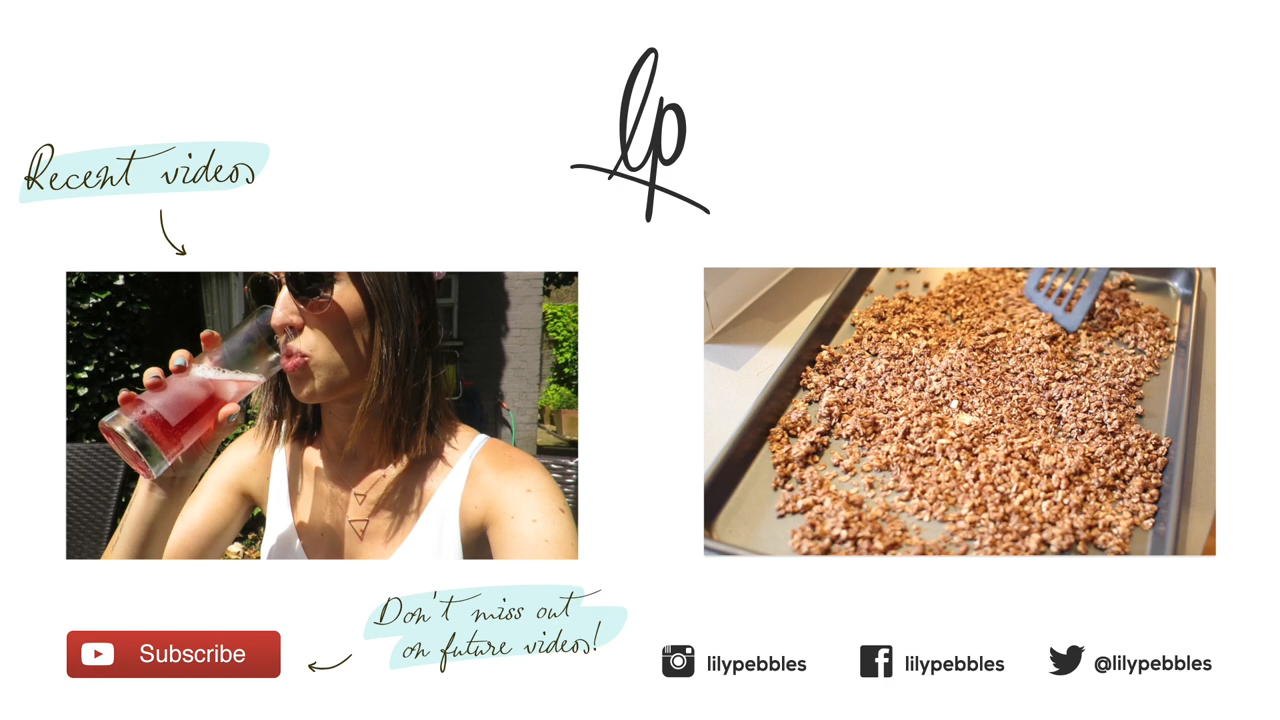 lp
Recent videos
Subscribe
Don't miss out
on future videos!
lilypebbles
lilypebbles
@lilypebbles